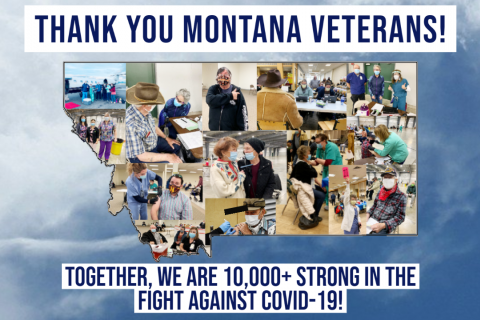 THANK YOU MONTANA VETERANS!
TOGETHER, WE ARE 10,000+ STRONG IN THE
FIGHT AGAINST COVID-19!